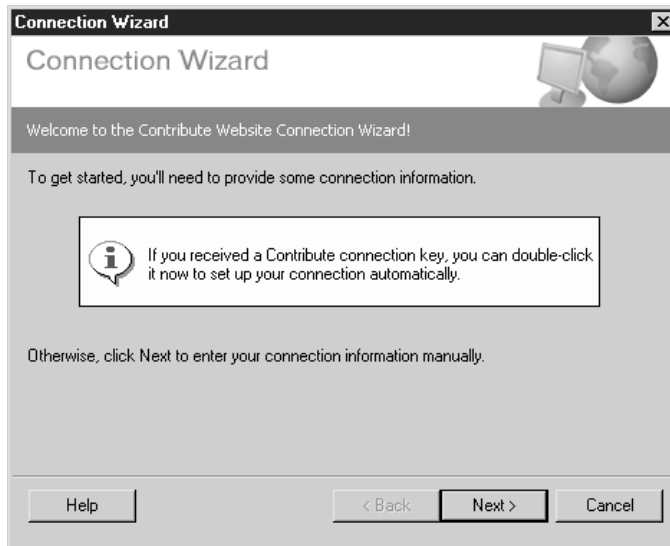 Connection Wizard
Connection Wizard
Welcome to the Contribute Website Connection Wizard!
To get started, you'll need to provide some connection information.
If you received a Contribute connection key, you can double-click
it now to set up your connection automatically.
Otherwise, click Next to enter your connection information manually.
Help
< Back
Next >
Cancel